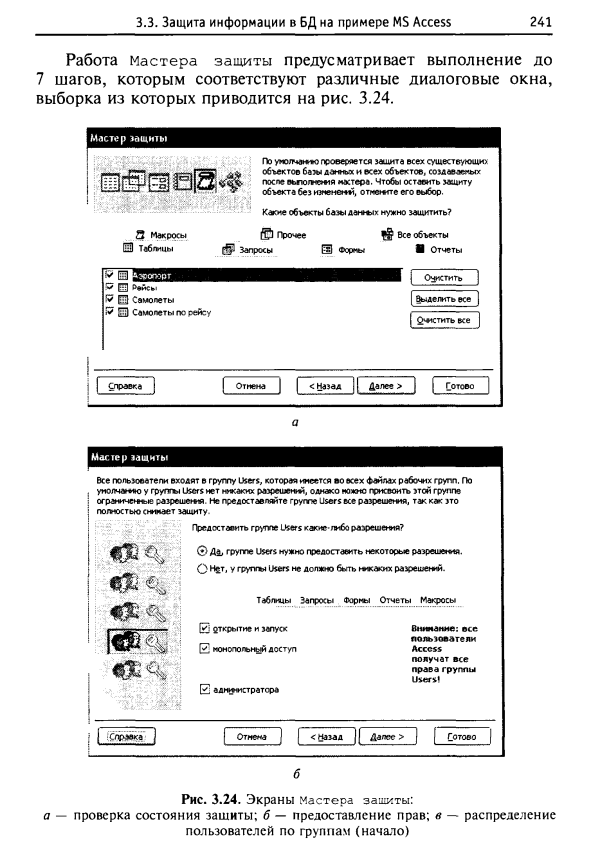 3.3. Защита информации в БД на примере MS Access 241
Работа Мастера защиты предусматривает выполнение до
7 шагов, которым соответствуют различные диалоговые окна,
выборка из которых приводится на рис. 3.24.
Мастер защиты
По умолчанию проверяется защита всех существующих
объектов базы данных и всех объектов, создаваемых
после выполнения мастера. Чтобы оставить защиту
объекта без изменений, отмените его выбор.
Какие объекты базы данных нужно защитить?
Макросы Прочее Все объекты
Таблицы Запросы Формы Отчеты
Аэропорт
Рейсы
Самолеты
Самолеты по рейсу
Очистить
Выделить все
Очистить все
Справка Отмена < Назад Далее > Готово
а
Мастер защиты
Все пользователи входят в группу Users, которая имеется во всех файлах рабочих групп. По
умолчанию у группы Users нет никаких разрешений, однако можно присвоить этой группе
ограниченные разрешения. Не предоставляйте группе Users все разрешения, так как это
полностью снимает защиту.
Предоставить группе Users какие-либо разрешения?
Да, группе Users нужно предоставить некоторые разрешения.
Нет, у группы Users не должно быть никаких разрешений.
Таблицы Запросы Формы Отчеты Макросы
открытие и запуск
монопольный доступ
администратора
Внимание: все
пользователи
Access
получат все
права группы
Users!
Справка Отмена < Назад Далее > Готово
б
Рис. 3.24. Экраны Мастера защиты:
а — проверка состояния защиты; б — предоставление прав; в — распределение
пользователей по группам (начало)